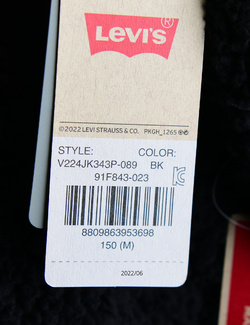 LEVI'S
© 2022 LEVI STRAUSS & CO. PKGH_1265
STYLE: COLOR:
V224JK343P-089 BK
91F843-023
8809863953698
150 (M)
2022/06